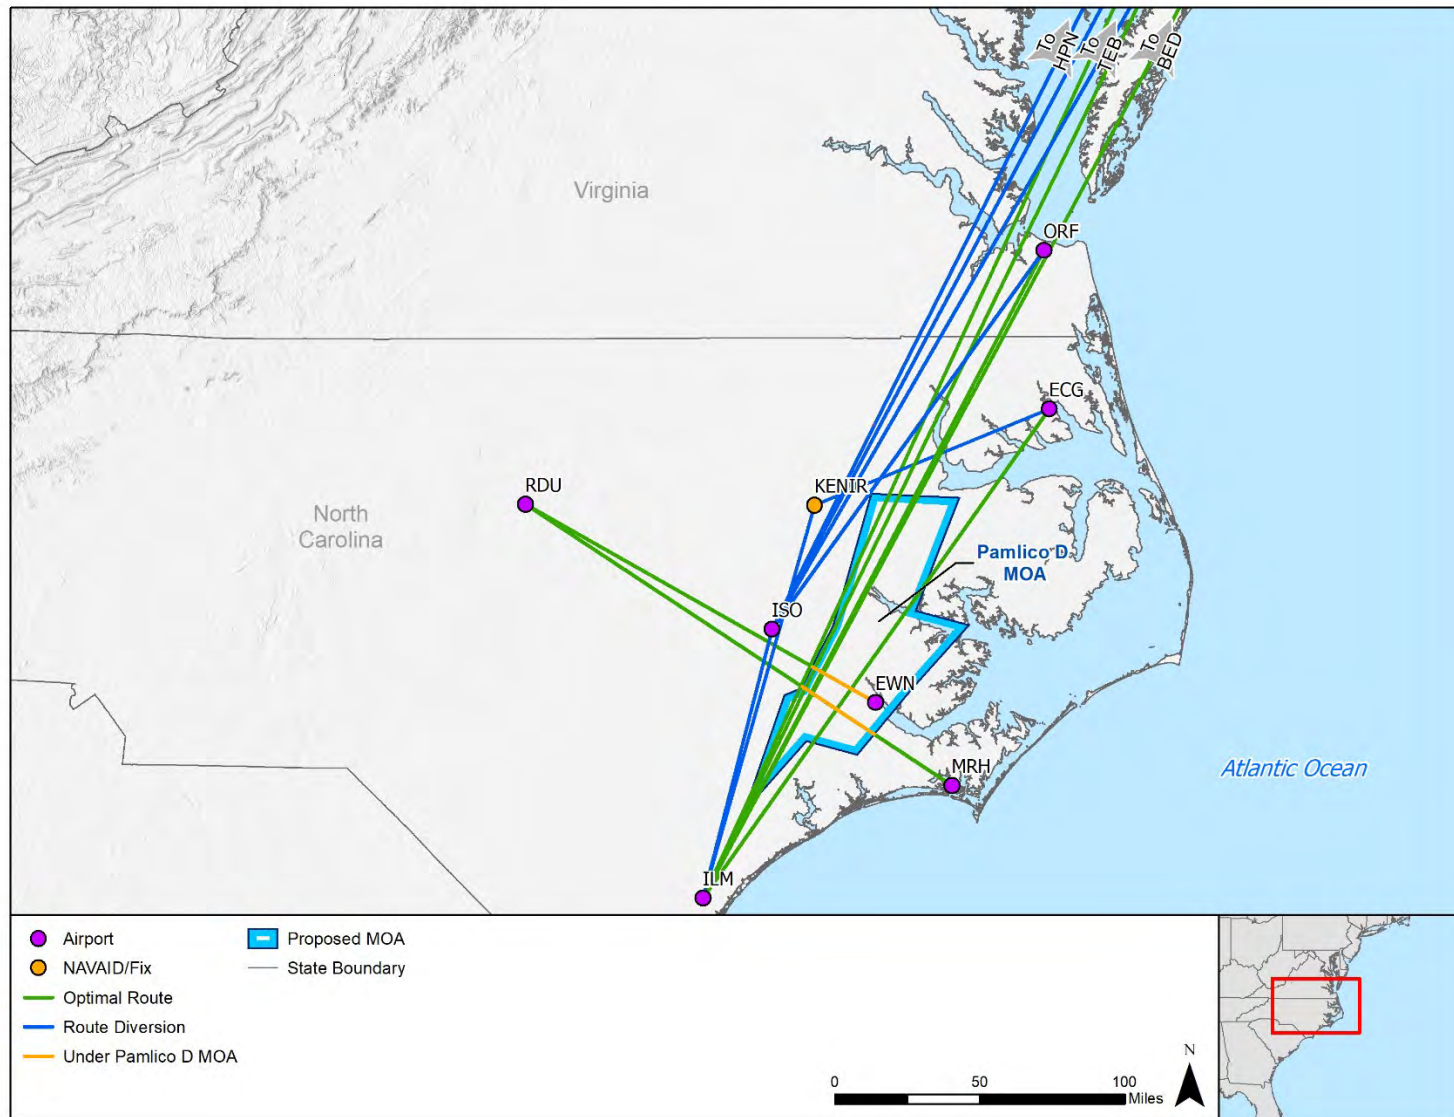 To
HPN
To
TEB
To
BED
Virginia
ORF
ECG
RDU
KENIR
North
Carolina
Pamlico D
MOA
ISO
EWN
MRH
Atlantic Ocean
ILM
Airport
Proposed MOA
NAVAID/Fix
State Boundary
Optimal Route
Route Diversion
Under Pamlico D MOA
N
0 50 100
Miles